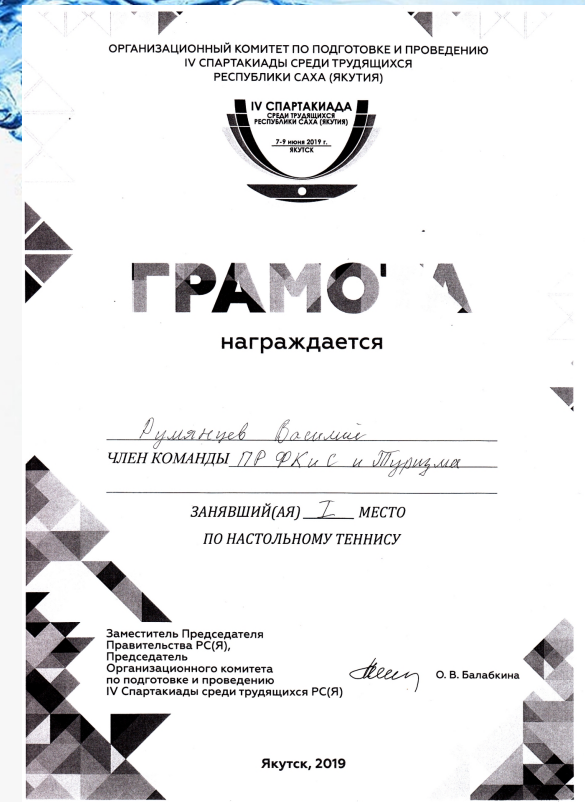 ОРГАНИЗАЦИОННЫЙ КОМИТЕТ ПО ПОДГОТОВКЕ И ПРОВЕДЕНИЮ
IV СПАРТАКИАДЫ СРЕДИ ТРУДЯЩИХСЯ
РЕСПУБЛИКИ САХА (ЯКУТИЯ)
IV СПАРТАКИАДА
СРЕДИ ТРУДЯЩИХСЯ
РЕСПУБЛИКИ САХА (ЯКУТИЯ)
7-9 июня 2019 г.
ЯКУТСК
ГРАМОТА
награждается
Румянцев Василий
ЧЛЕН КОМАНДЫ ПР ФКиС и Туризма
ЗАНЯВШИЙ(АЯ) I МЕСТО
ПО НАСТОЛЬНОМУ ТЕННИСУ
Заместитель Председателя
Правительства РС(Я),
Председатель
Организационного комитета
по подготовке и проведению
IV Спартакиады среди трудящихся РС(Я)
О. В. Балабкина
Якутск, 2019